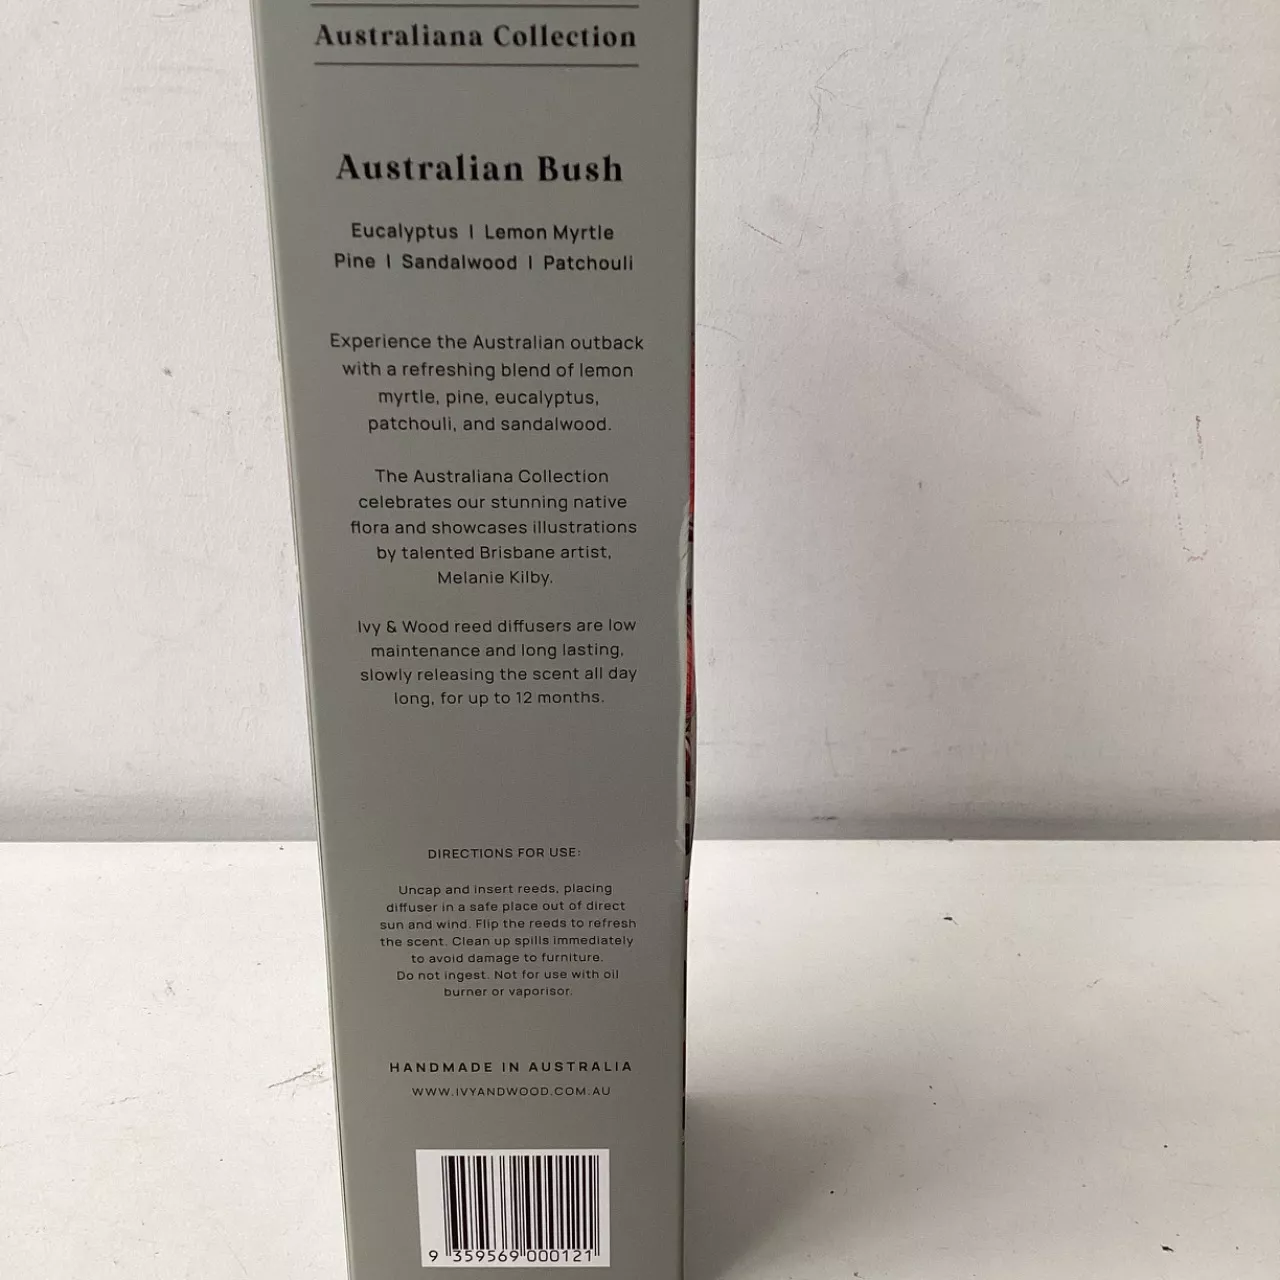 Australiana Collection
Australian Bush
Eucalyptus | Lemon Myrtle
Pine | Sandalwood | Patchouli
Experience the Australian outback
with a refreshing blend of lemon
myrtle, pine, eucalyptus,
patchouli, and sandalwood.
The Australiana Collection
celebrates our stunning native
flora and showcases illustrations
by talented Brisbane artist,
Melanie Kilby.
Ivy & Wood reed diffusers are low
maintenance and long lasting,
slowly releasing the scent all day
long, for up to 12 months.
DIRECTIONS FOR USE:
Uncap and insert reeds, placing
diffuser in a safe place out of direct
sun and wind. Flip the reeds to refresh
the scent. Clean up spills immediately
to avoid damage to furniture.
Do not ingest. Not for use with oil
burner or vaporisor.
HANDMADE IN AUSTRALIA
WWW.IVYANDWOOD.COM.AU
9 359569 000121